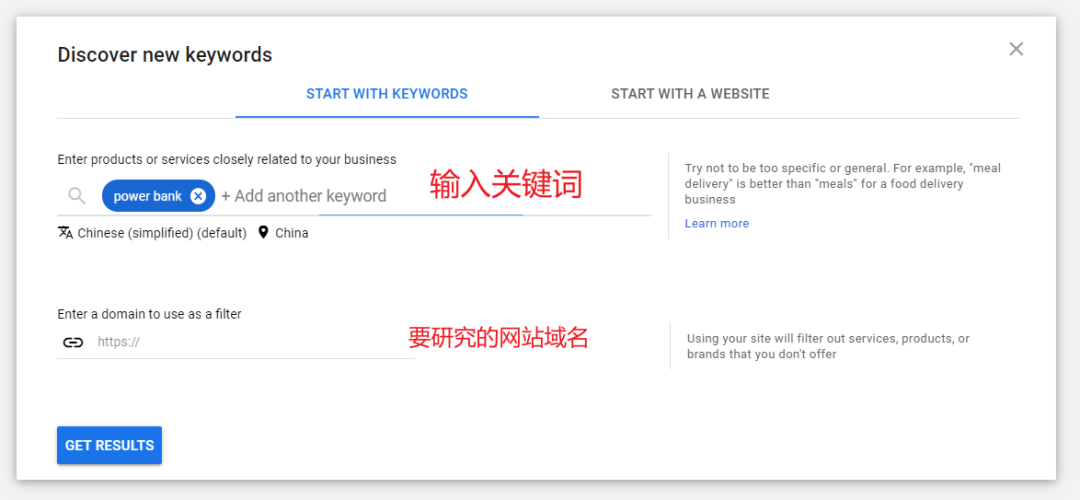 Discover new keywords
START WITH KEYWORDS
START WITH A WEBSITE
Enter products or services closely related to your business
power bank
+ Add another keyword
输入关键词
Chinese (simplified) (default)
China
Try not to be too specific or general. For example, "meal
delivery" is better than "meals" for a food delivery
business
Learn more
Enter a domain to use as a filter
https://
要研究的网站域名
Using your site will filter out services, products, or
brands that you don't offer
GET RESULTS